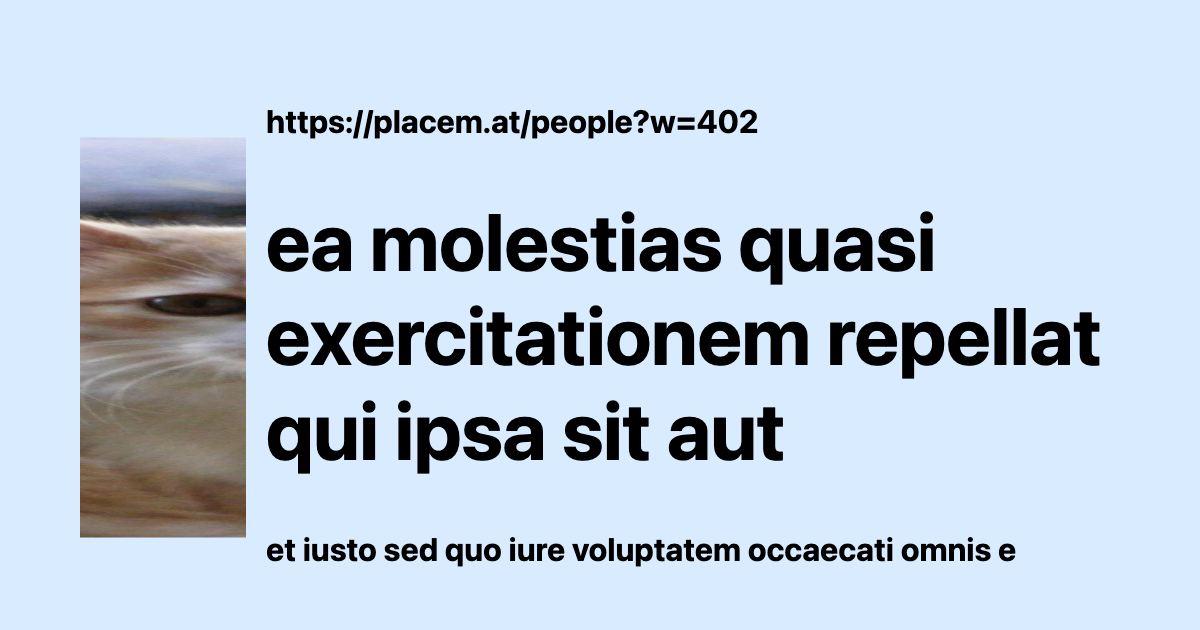 https://placem.at/people?w=402
ea molestias quasi
exercitationem repellat
qui ipsa sit aut
et iusto sed quo iure voluptatem occaecati omnis e